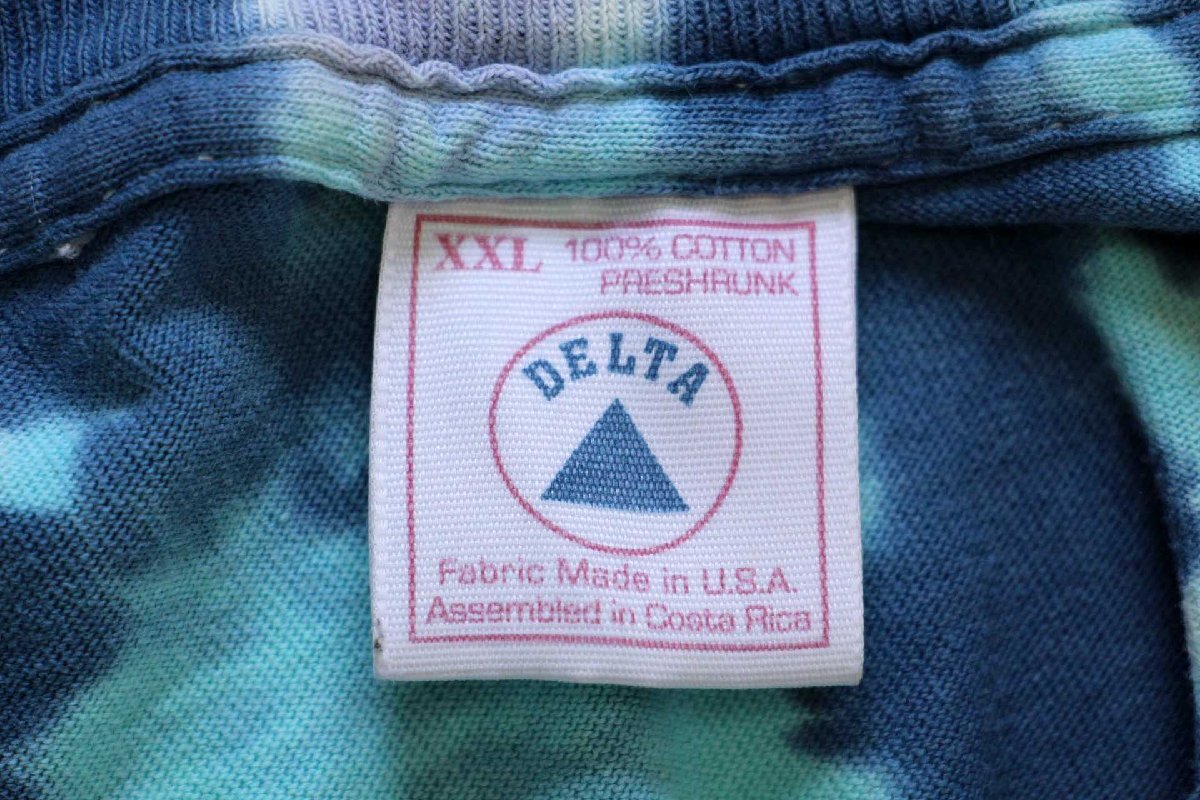 XXL 100% COTTON
PRESHRUNK
DELTA
Fabric Made in U.S.A.
Assembled in Costa Rica